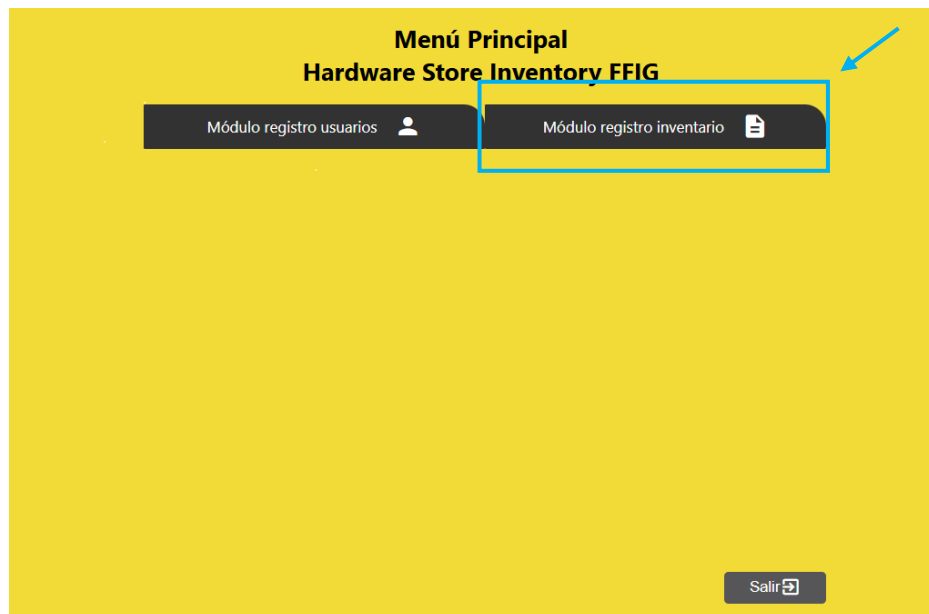 Menú Principal
Hardware Store Inventory FFIG
Módulo registro usuarios
Módulo registro inventario
Salir